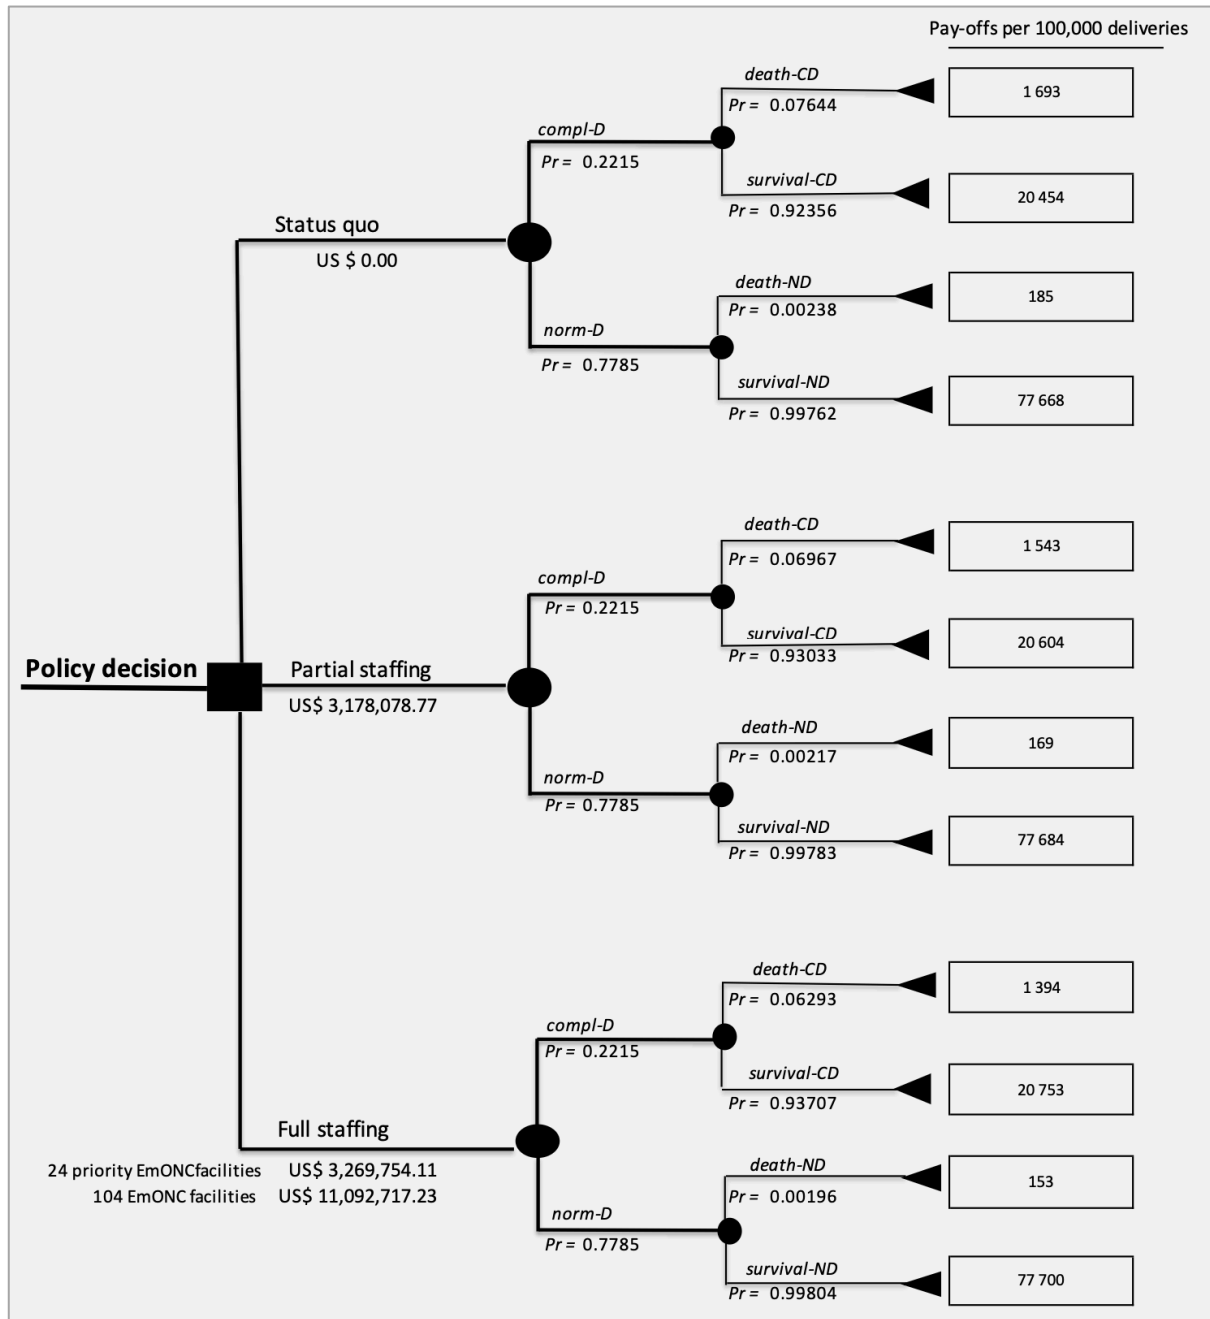 Pay-offs per 100,000 deliveries
death-CD
Pr = 0.07644
1 693
compl-D
Pr = 0.2215
survival-CD
Pr = 0.92356
20 454
Status quo
US $ 0.00
death-ND
Pr = 0.00238
185
norm-D
Pr = 0.7785
survival-ND
Pr = 0.99762
77 668
death-CD
Pr = 0.06967
1 543
compl-D
Pr = 0.2215
survival-CD
Pr = 0.93033
20 604
Policy decision
Partial staffing
US$ 3,178,078.77
death-ND
Pr = 0.00217
169
norm-D
Pr = 0.7785
survival-ND
Pr = 0.99783
77 684
death-CD
Pr = 0.06293
1 394
compl-D
Pr = 0.2215
survival-CD
Pr = 0.93707
20 753
Full staffing
24 priority EmONCfacilities US$ 3,269,754.11
104 EmONC facilities US$ 11,092,717.23
death-ND
Pr = 0.00196
153
norm-D
Pr = 0.7785
survival-ND
Pr = 0.99804
77 700